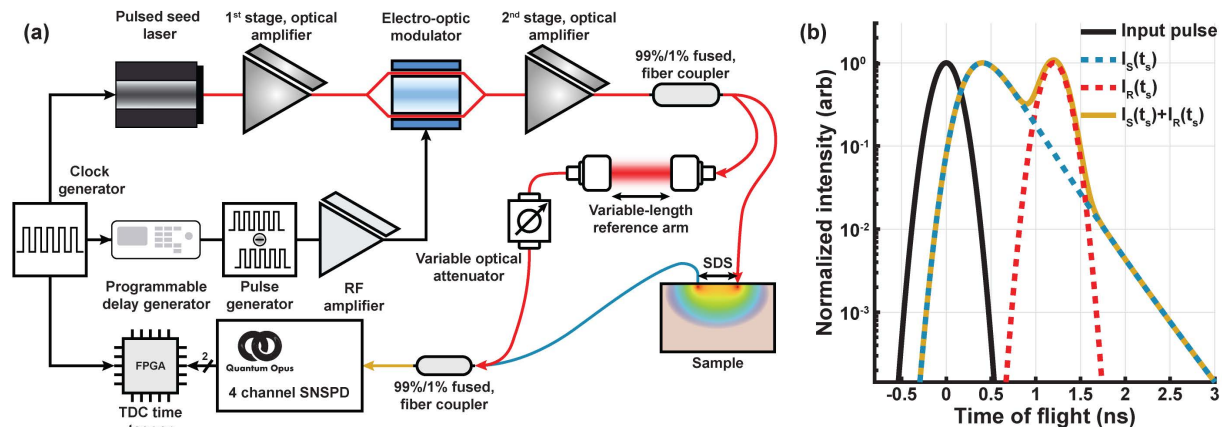 (a)
Pulsed seed
laser
1st stage, optical
amplifier
Electro-optic
modulator
2nd stage, optical
amplifier
99%/1% fused,
fiber coupler
Clock
generator
Variable-length
reference arm
Variable optical
attenuator
Programmable
delay generator
Pulse
generator
RF
amplifier
SDS
Sample
FPGA
2
Quantum Opus
4 channel SNSPD
99%/1% fused,
fiber coupler
TDC time
(b)
Input pulse
I_S(t_s)
I_R(t_s)
I_S(t_s)+I_R(t_s)
Normalized intensity (arb)
10^0
10^-1
10^-2
10^-3
-0.5 0 0.5 1 1.5 2 2.5 3
Time of flight (ns)